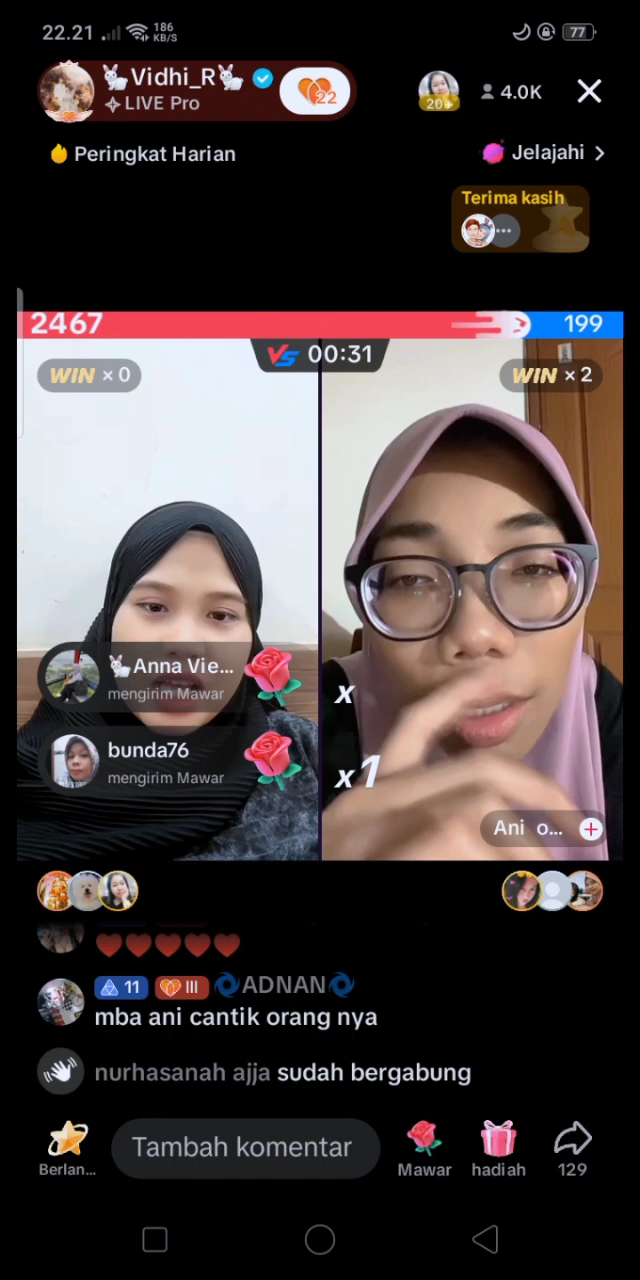 22.21
186
KB/S
77
Vidhi_R
LIVE Pro
22
20+
4.0K
Peringkat Harian
Jelajahi
Terima kasih
2467
199
VS 00:31
WIN × 0
WIN × 2
Anna Vie...
mengirim Mawar
x
bunda76
mengirim Mawar
x1
Ani o...
11
III
ADNAN
mba ani cantik orang nya
nurhasanah ajja sudah bergabung
Tambah komentar
Berlan...
Mawar
hadiah
129